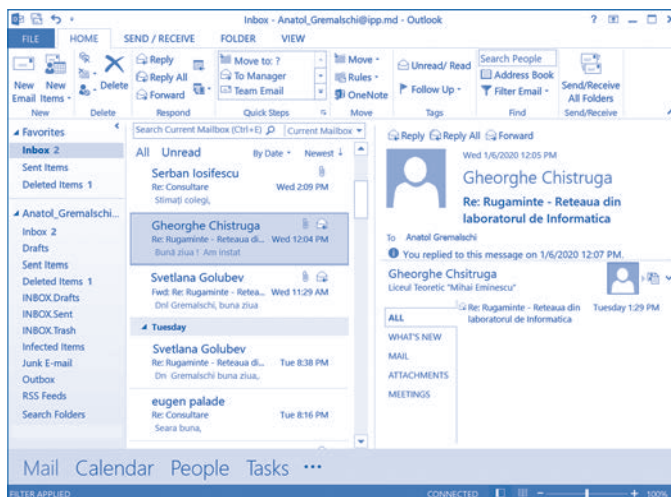 Inbox - Anatol_Gremalschi@ipp.md - Outlook
FILE HOME SEND / RECEIVE FOLDER VIEW
New Email
New Items
New
Delete
Delete
Reply
Reply All
Forward
Respond
Move to: ?
To Manager
Team Email
Quick Steps
Move
Rules
OneNote
Move
Unread/ Read
Follow Up
Tags
Search People
Address Book
Filter Email
Find
Send/Receive
All Folders
Send/Receive
Favorites
Inbox 2
Sent Items
Deleted Items 1
Anatol_Gremalschi...
Inbox 2
Drafts
Sent Items
Deleted Items 1
INBOX.Drafts
INBOX.Sent
INBOX.Trash
Infected Items
Junk E-mail
Outbox
RSS Feeds
Search Folders
Search Current Mailbox (Ctrl+E) Current Mailbox
All Unread By Date Newest ↓
Serban Iosifescu
Re: Consultare Wed 2:09 PM
Stimați colegi,
Gheorghe Chistruga
Re: Rugaminte - Reteaua di... Wed 12:04 PM
Bună ziua ! Am instat
Svetlana Golubev
Fwd: Re: Rugaminte - Retea... Wed 11:29 AM
Dnl Gremalschi, buna ziua
Tuesday
Svetlana Golubev
Re: Rugaminte - Reteaua di... Tue 8:38 PM
Dn Gremalschi buna ziua,
eugen palade
Re: Consultare Tue 8:16 PM
Seara buna,
Reply Reply All Forward
Wed 1/6/2020 12:05 PM
Gheorghe Chistruga
Re: Rugaminte - Reteaua din
laboratorul de Informatica
To Anatol Gremalschi
You replied to this message on 1/6/2020 12:07 PM.
Gheorghe Chsitruga
Liceul Teoretic "Mihai Eminescu"
ALL
WHAT'S NEW
MAIL
ATTACHMENTS
MEETINGS
Re: Rugaminte - Reteaua din Tuesday 1:29 PM
laboratorul de Informatica
Mail Calendar People Tasks •••
FILTER APPLIED CONNECTED 100%